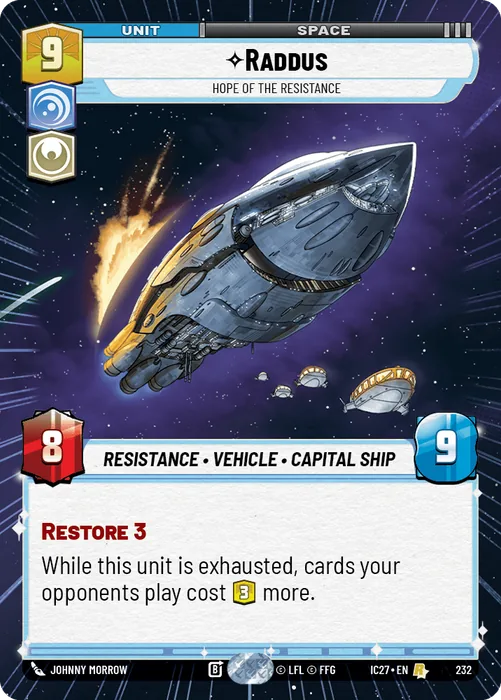 UNIT
SPACE
9
✧RADDUS
HOPE OF THE RESISTANCE
8
9
RESISTANCE • VEHICLE • CAPITAL SHIP
RESTORE 3
While this unit is exhausted, cards your
opponents play cost 3 more.
JOHNNY MORROW
B
© LFL © FFG
IC27 • EN
R
232